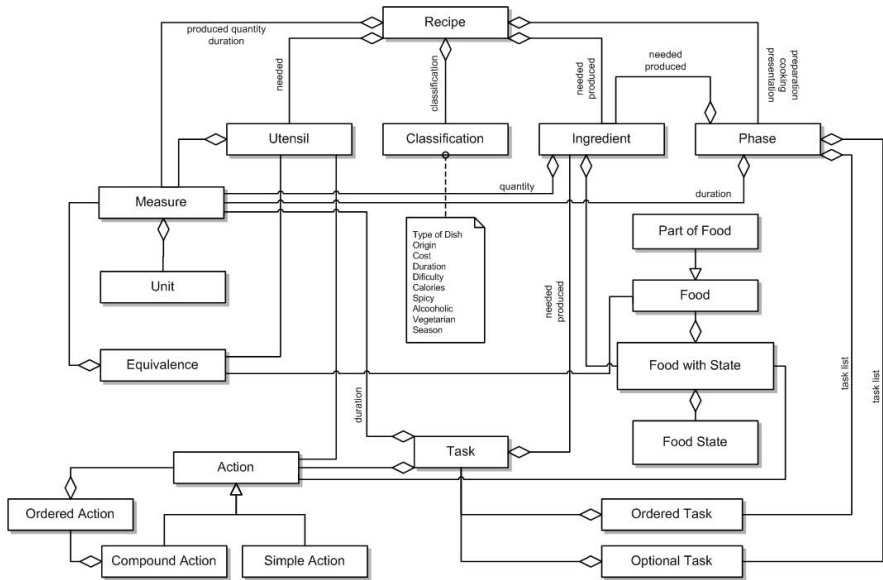 Recipe
produced quantity
duration
needed
classification
needed
produced
needed
produced
preparation
cooking
presentation
Utensil
Classification
Ingredient
Phase
quantity
duration
Measure
Type of Dish
Origin
Cost
Duration
Dificulty
Calories
Spicy
Alcooholic
Vegetarian
Season
Part of Food
Unit
Food
needed
produced
Equivalence
Food with State
task list
task list
duration
Food State
Task
Action
Ordered Action
Ordered Task
Compound Action
Simple Action
Optional Task